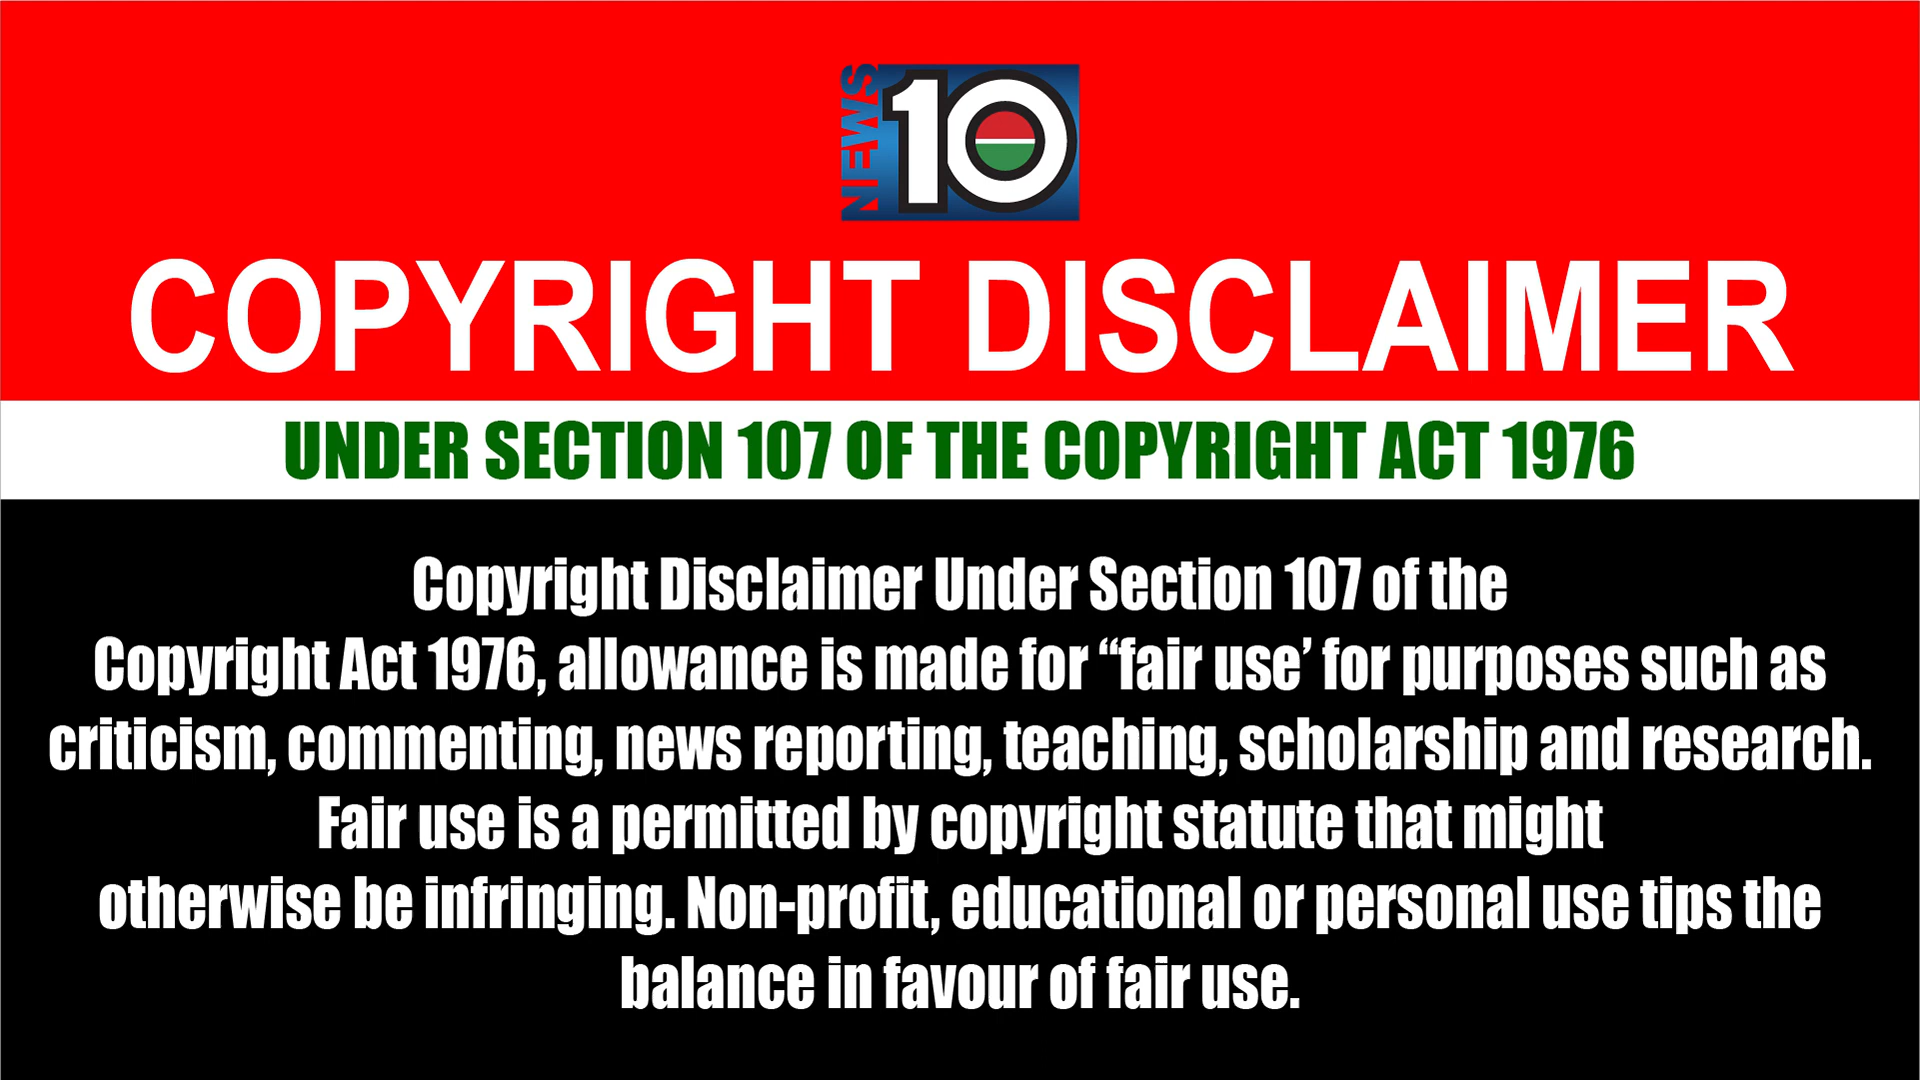 NEWS
10
COPYRIGHT DISCLAIMER
UNDER SECTION 107 OF THE COPYRIGHT ACT 1976
Copyright Disclaimer Under Section 107 of the
Copyright Act 1976, allowance is made for “fair use’ for purposes such as
criticism, commenting, news reporting, teaching, scholarship and research.
Fair use is a permitted by copyright statute that might
otherwise be infringing. Non-profit, educational or personal use tips the
balance in favour of fair use.